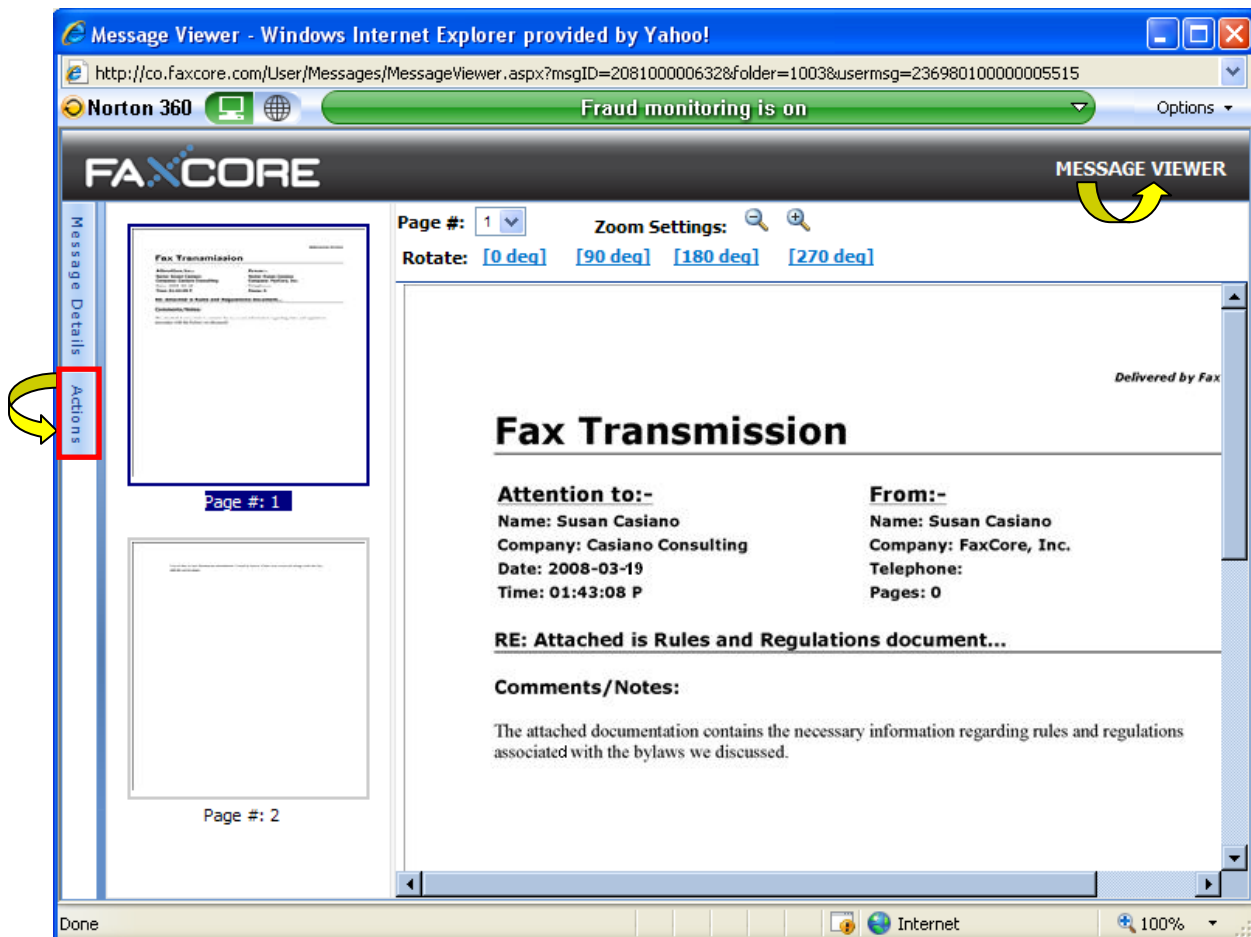 Message Viewer - Windows Internet Explorer provided by Yahoo!
http://co.faxcore.com/User/Messages/MessageViewer.aspx?msgID=208100000632&folder=1003&usermsg=236980100000005515
Norton 360
Fraud monitoring is on
Options
FAXCORE
MESSAGE VIEWER
Message Details
Actions
Fax Transmission
Page #: 1
Page #: 2
Page #: 1
Zoom Settings:
Rotate: [0 deg] [90 deg] [180 deg] [270 deg]
Delivered by Fax
Fax Transmission
Attention to:- From:-
Name: Susan Casiano Name: Susan Casiano
Company: Casiano Consulting Company: FaxCore, Inc.
Date: 2008-03-19 Telephone:
Time: 01:43:08 P Pages: 0
RE: Attached is Rules and Regulations document...
Comments/Notes:
The attached documentation contains the necessary information regarding rules and regulations
associated with the bylaws we discussed.
Done
Internet
100%